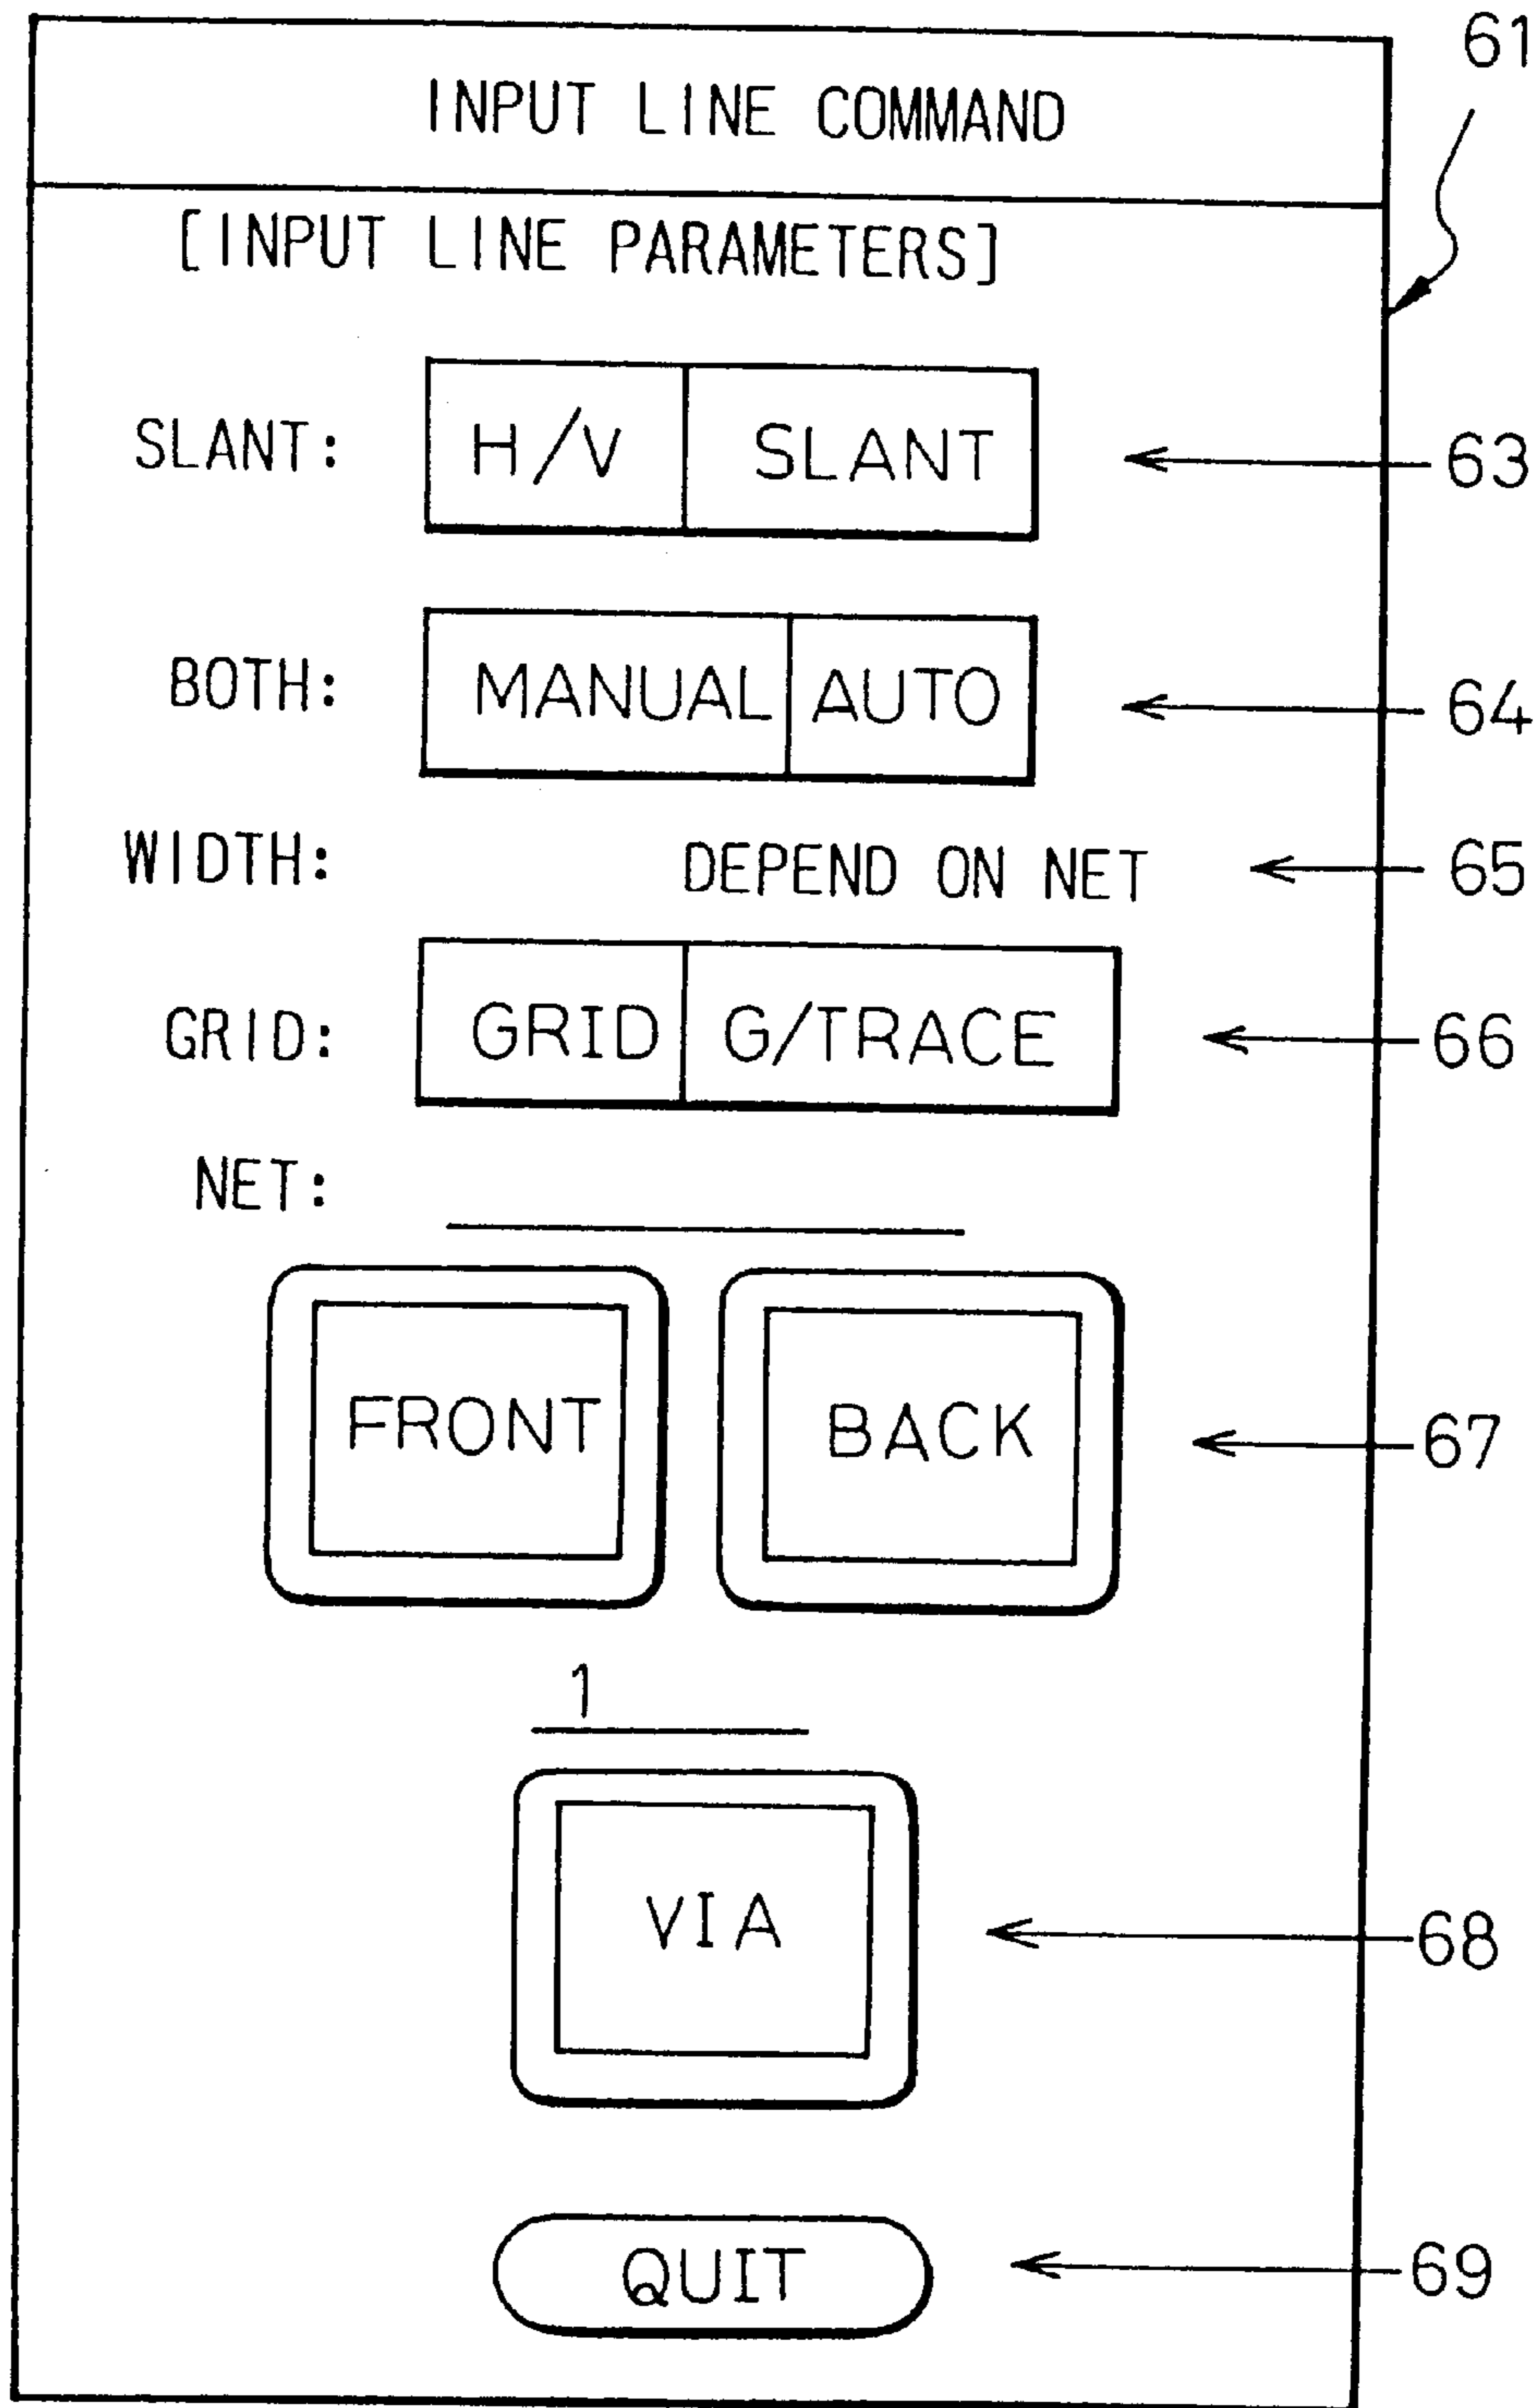 61
INPUT LINE COMMAND
[INPUT LINE PARAMETERS]
SLANT: H/V SLANT 63
BOTH: MANUAL AUTO 64
WIDTH: DEPEND ON NET 65
GRID: GRID G/TRACE 66
NET:
FRONT BACK 67
1
VIA 68
QUIT 69